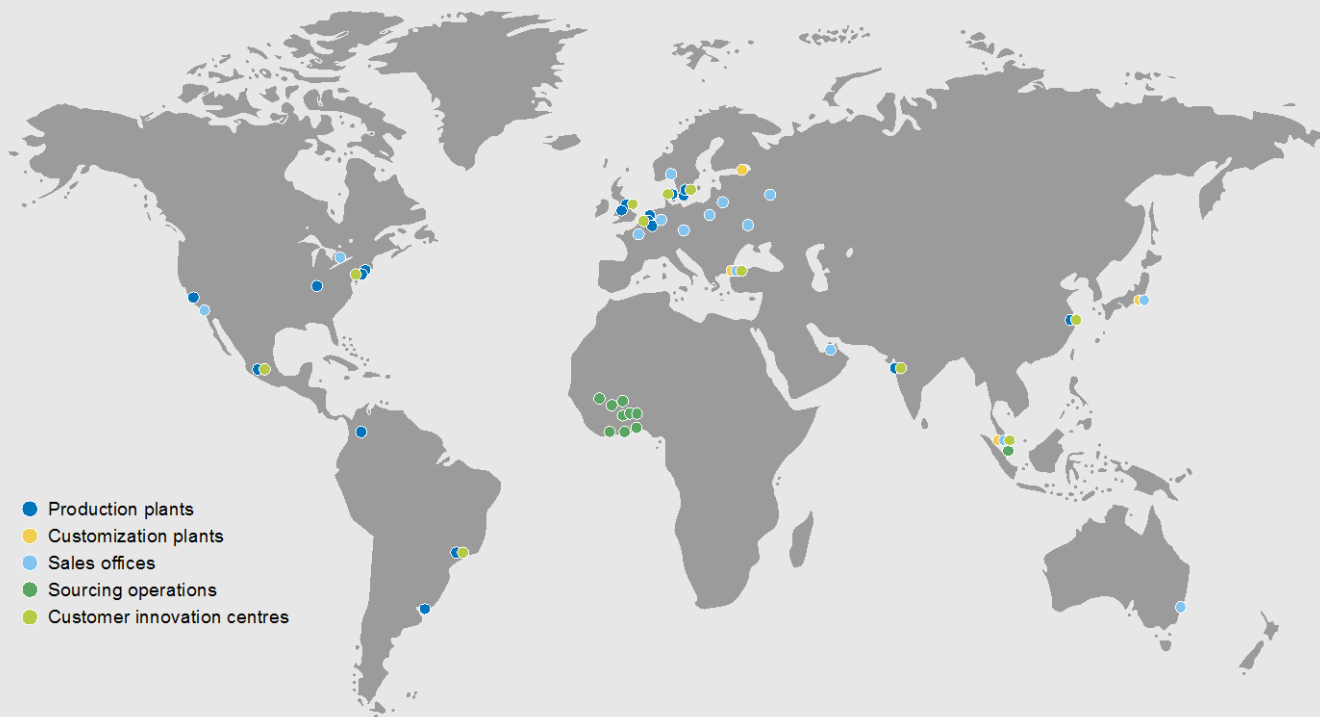 Production plants
Customization plants
Sales offices
Sourcing operations
Customer innovation centres